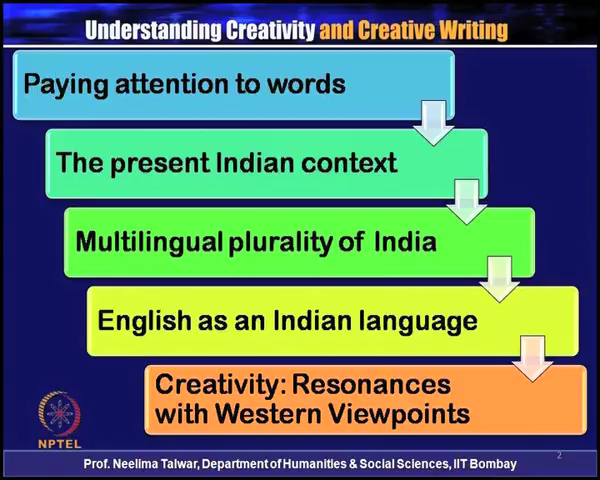 Understanding Creativity and Creative Writing
Paying attention to words
The present Indian context
Multilingual plurality of India
English as an Indian language
Creativity: Resonances
with Western Viewpoints
NPTEL
2
Prof. Neelima Talwar, Department of Humanities & Social Sciences, IIT Bombay